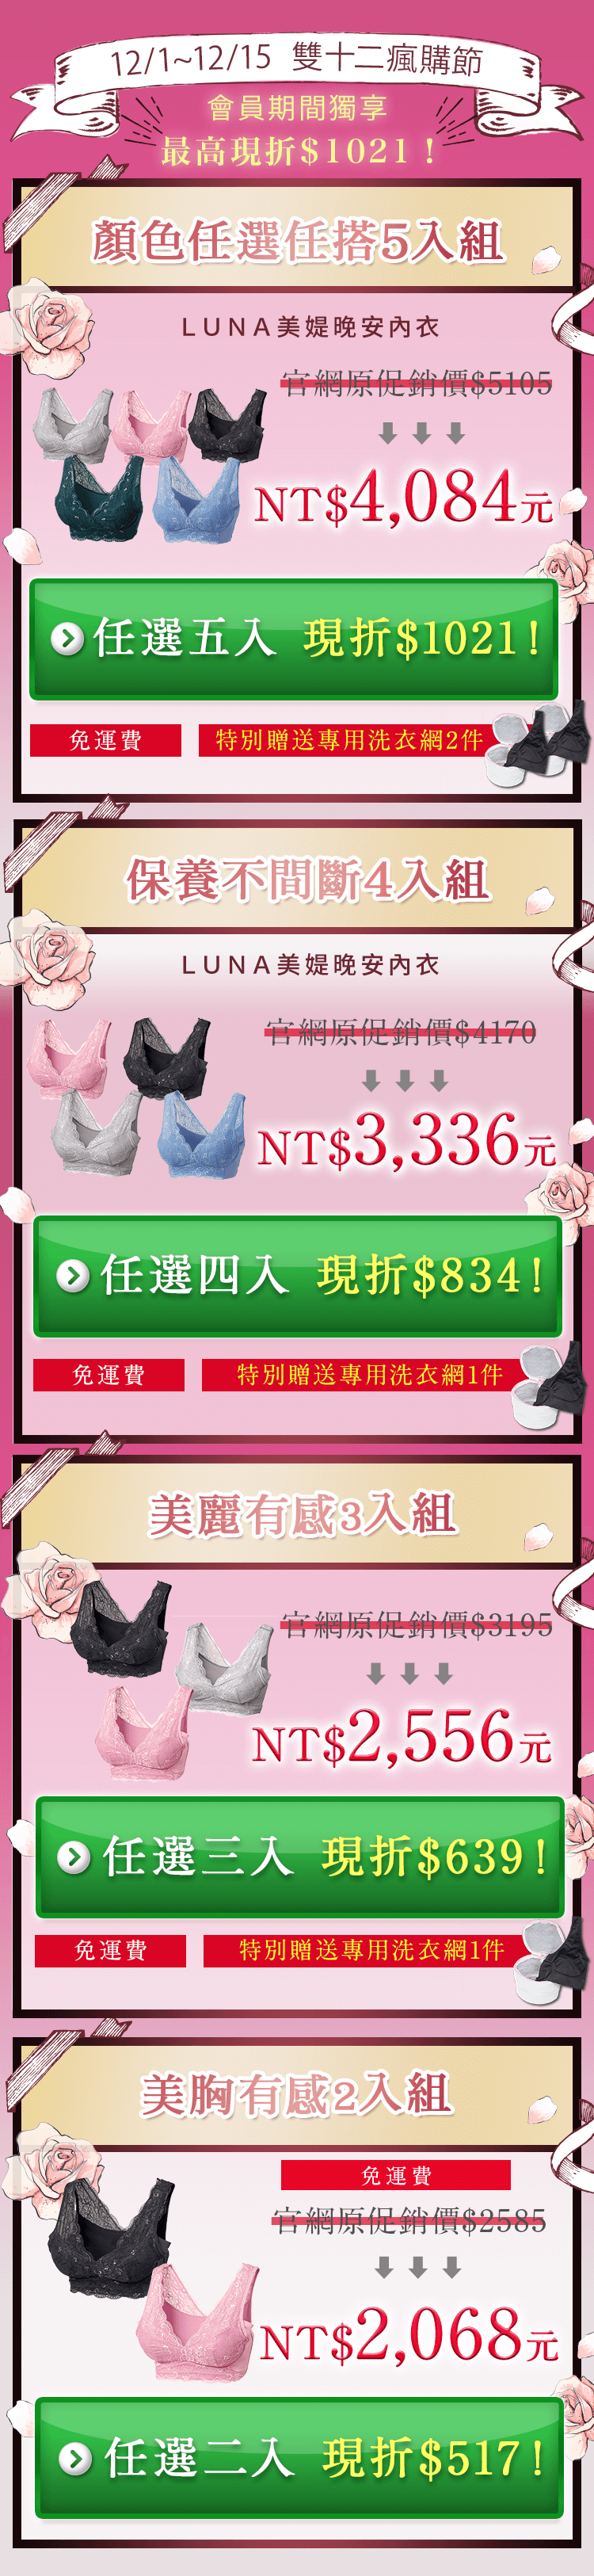 12/1~12/15 雙十二瘋購節
會員期間獨享
最高現折$1021！
顏色任選任搭5入組
LUNA美媞晚安內衣
官網原促銷價$5105
NT$4,084元
任選五入 現折$1021！
免運費 特別贈送專用洗衣網2件
保養不間斷4入組
LUNA美媞晚安內衣
官網原促銷價$4170
NT$3,336元
任選四入 現折$834！
免運費 特別贈送專用洗衣網1件
美麗有感3入組
官網原促銷價$3195
NT$2,556元
任選三入 現折$639！
免運費 特別贈送專用洗衣網1件
美胸有感2入組
免運費
官網原促銷價$2585
NT$2,068元
任選二入 現折$517！